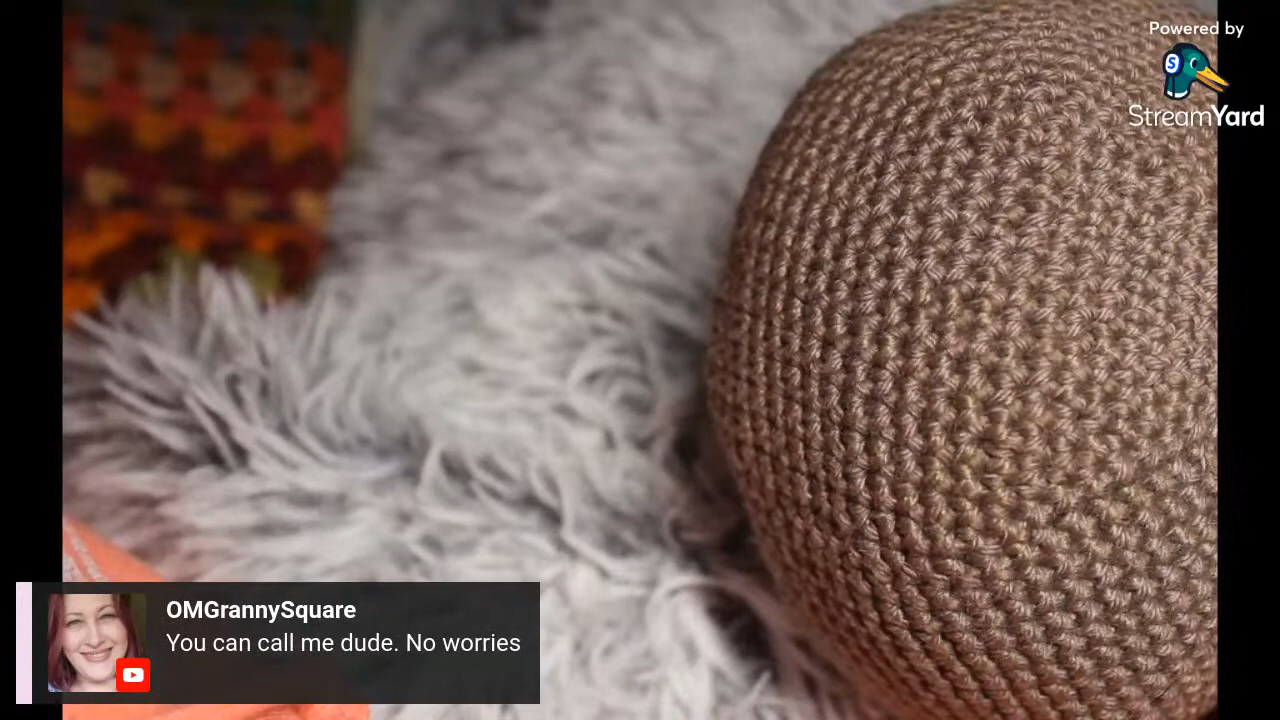 Powered by
S
StreamYard
OMGrannySquare
You can call me dude. No worries